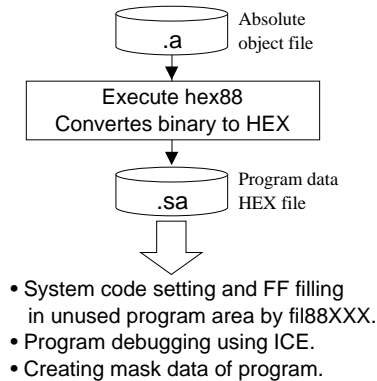 .a
Absolute
object file
Execute hex88
Convertes binary to HEX
.sa
Program data
HEX file
• System code setting and FF filling
in unused program area by fil88XXX.
• Program debugging using ICE.
• Creating mask data of program.